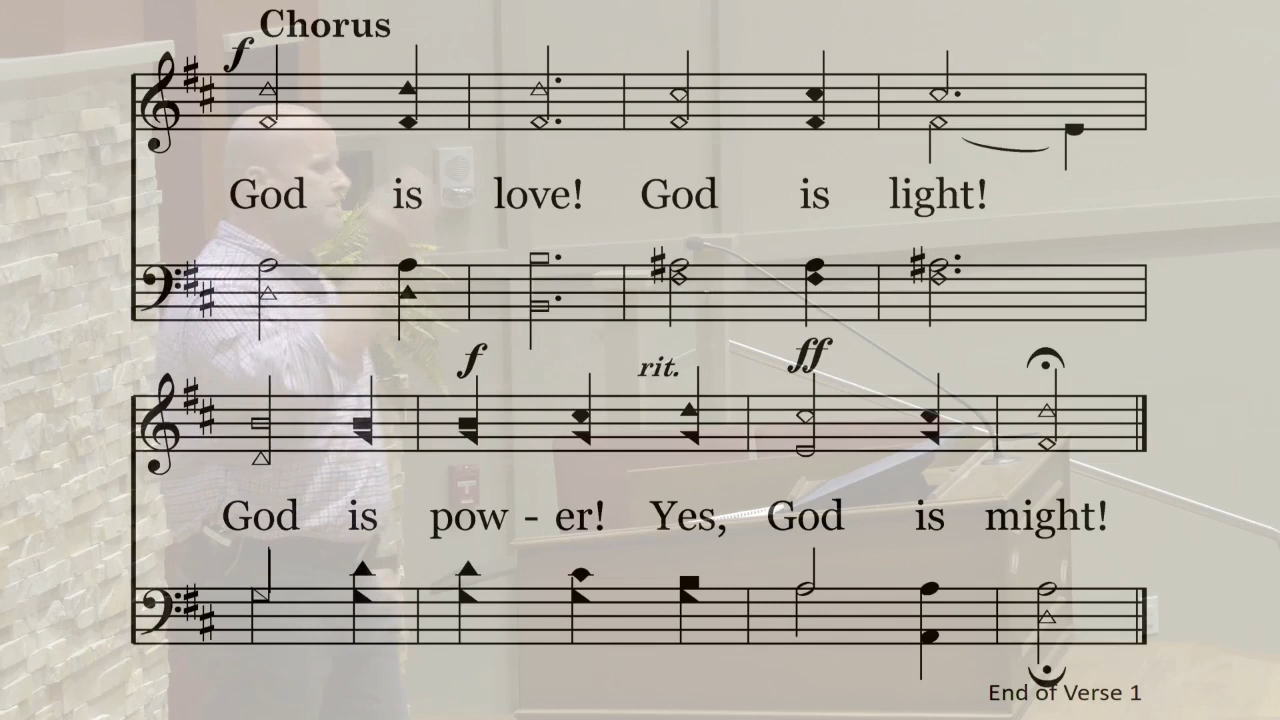 Chorus
f
God is love! God is light!
f rit. ff
God is pow - er! Yes, God is might!
End of Verse 1